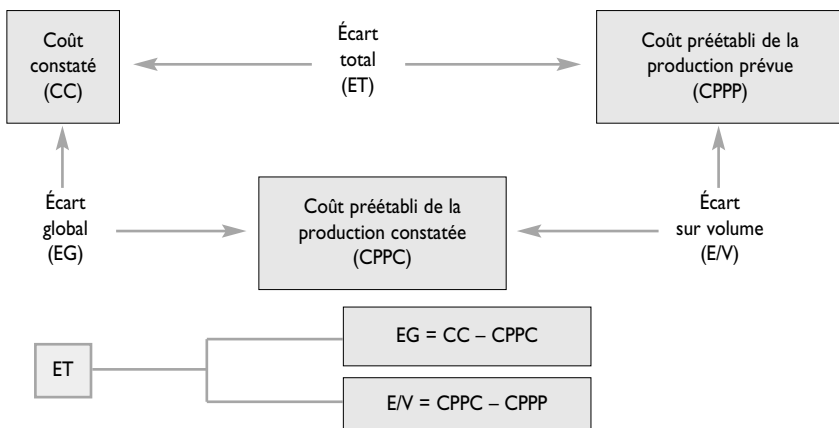 Coût
constaté
(CC)
Écart
total
(ET)
Coût préétabli de la
production prévue
(CPPP)
Écart
global
(EG)
Coût préétabli de la
production constatée
(CPPC)
Écart
sur volume
(E/V)
ET
EG = CC – CPPC
E/V = CPPC – CPPP